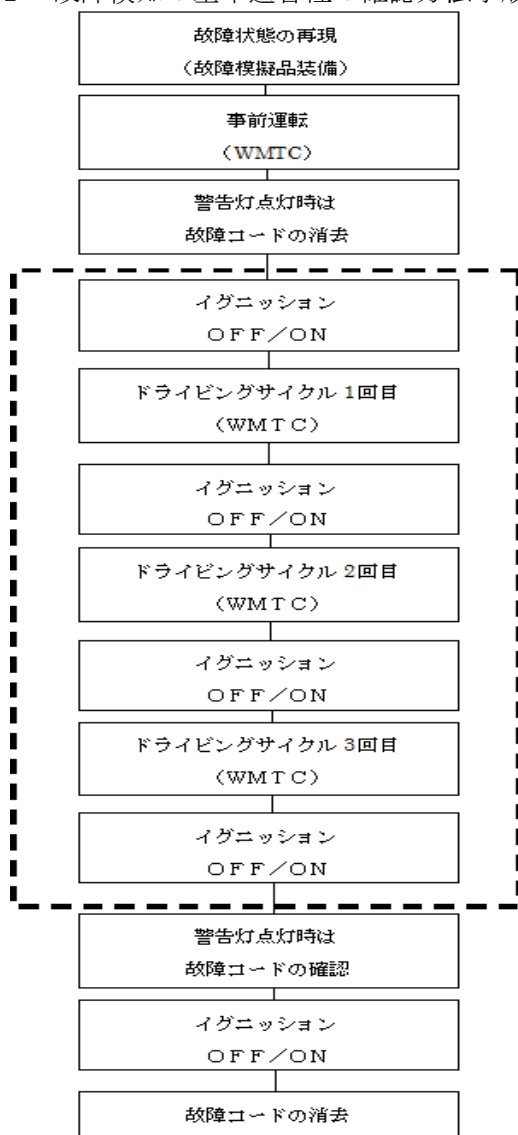 故障状態の再現
（故障模擬品装備）
事前運転
（WMTC）
警告灯点灯時は
故障コードの消去
イグニッション
ＯＦＦ／ＯＮ
ドライビングサイクル 1回目
（ＷＭＴＣ）
イグニッション
ＯＦＦ／ＯＮ
ドライビングサイクル 2回目
（ＷＭＴＣ）
イグニッション
ＯＦＦ／ＯＮ
ドライビングサイクル 3回目
（ＷＭＴＣ）
イグニッション
ＯＦＦ／ＯＮ
警告灯点灯時は
故障コードの確認
イグニッション
ＯＦＦ／ＯＮ
故障コードの消去